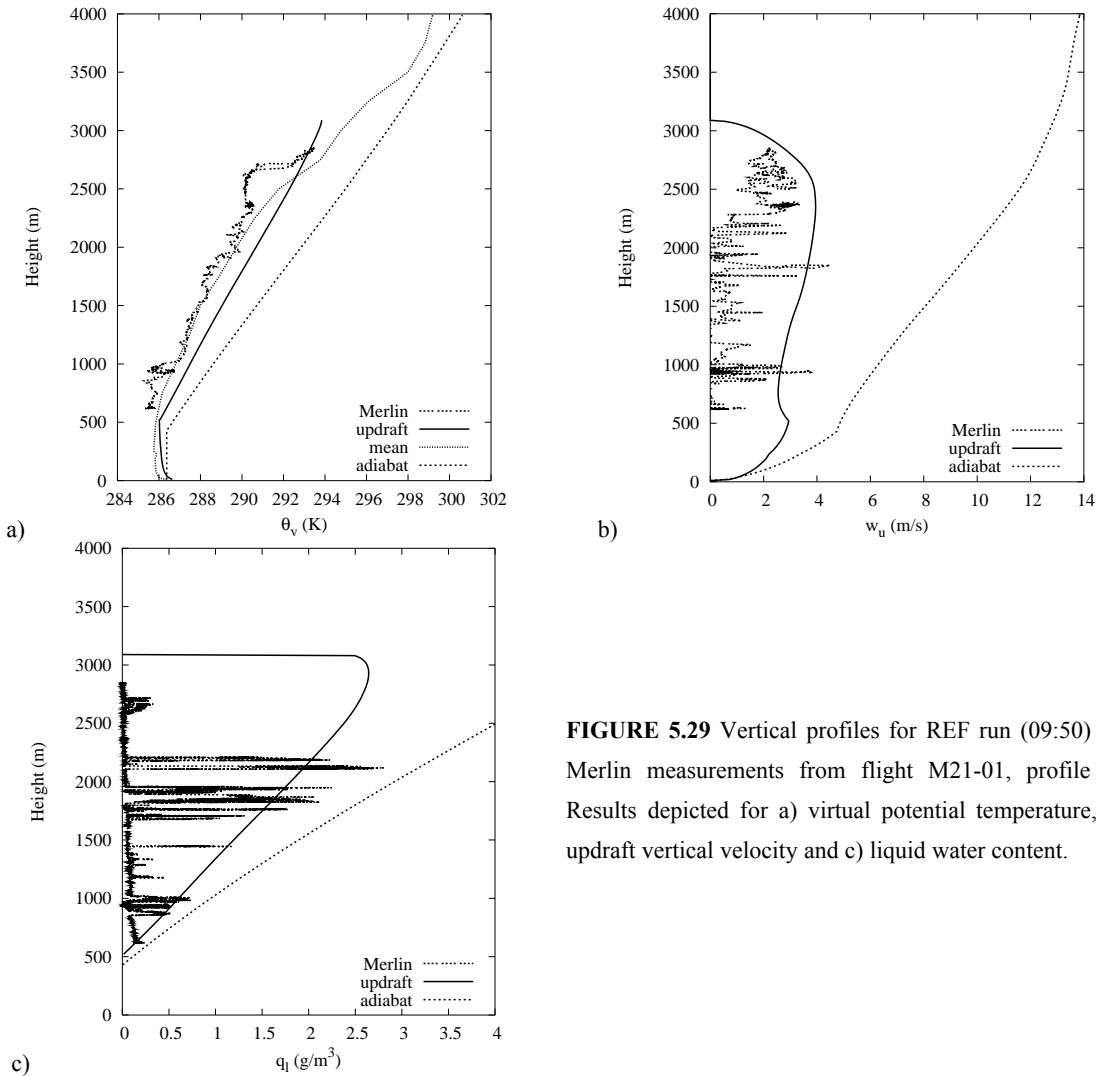 4000
3500
3000
2500
2000
1500
1000
500
0
Height (m)
Merlin
updraft
mean
adiabat
284 286 288 290 292 294 296 298 300 302
θ_v (K)
a)
4000
3500
3000
2500
2000
1500
1000
500
0
Height (m)
Merlin
updraft
adiabat
0 2 4 6 8 10 12 14
w_u (m/s)
b)
4000
3500
3000
2500
2000
1500
1000
500
0
Height (m)
Merlin
updraft
adiabat
0 0.5 1 1.5 2 2.5 3 3.5 4
q_l (g/m³)
c)
FIGURE 5.29 Vertical profiles for REF run (09:50)
Merlin measurements from flight M21-01, profile
Results depicted for a) virtual potential temperature,
updraft vertical velocity and c) liquid water content.